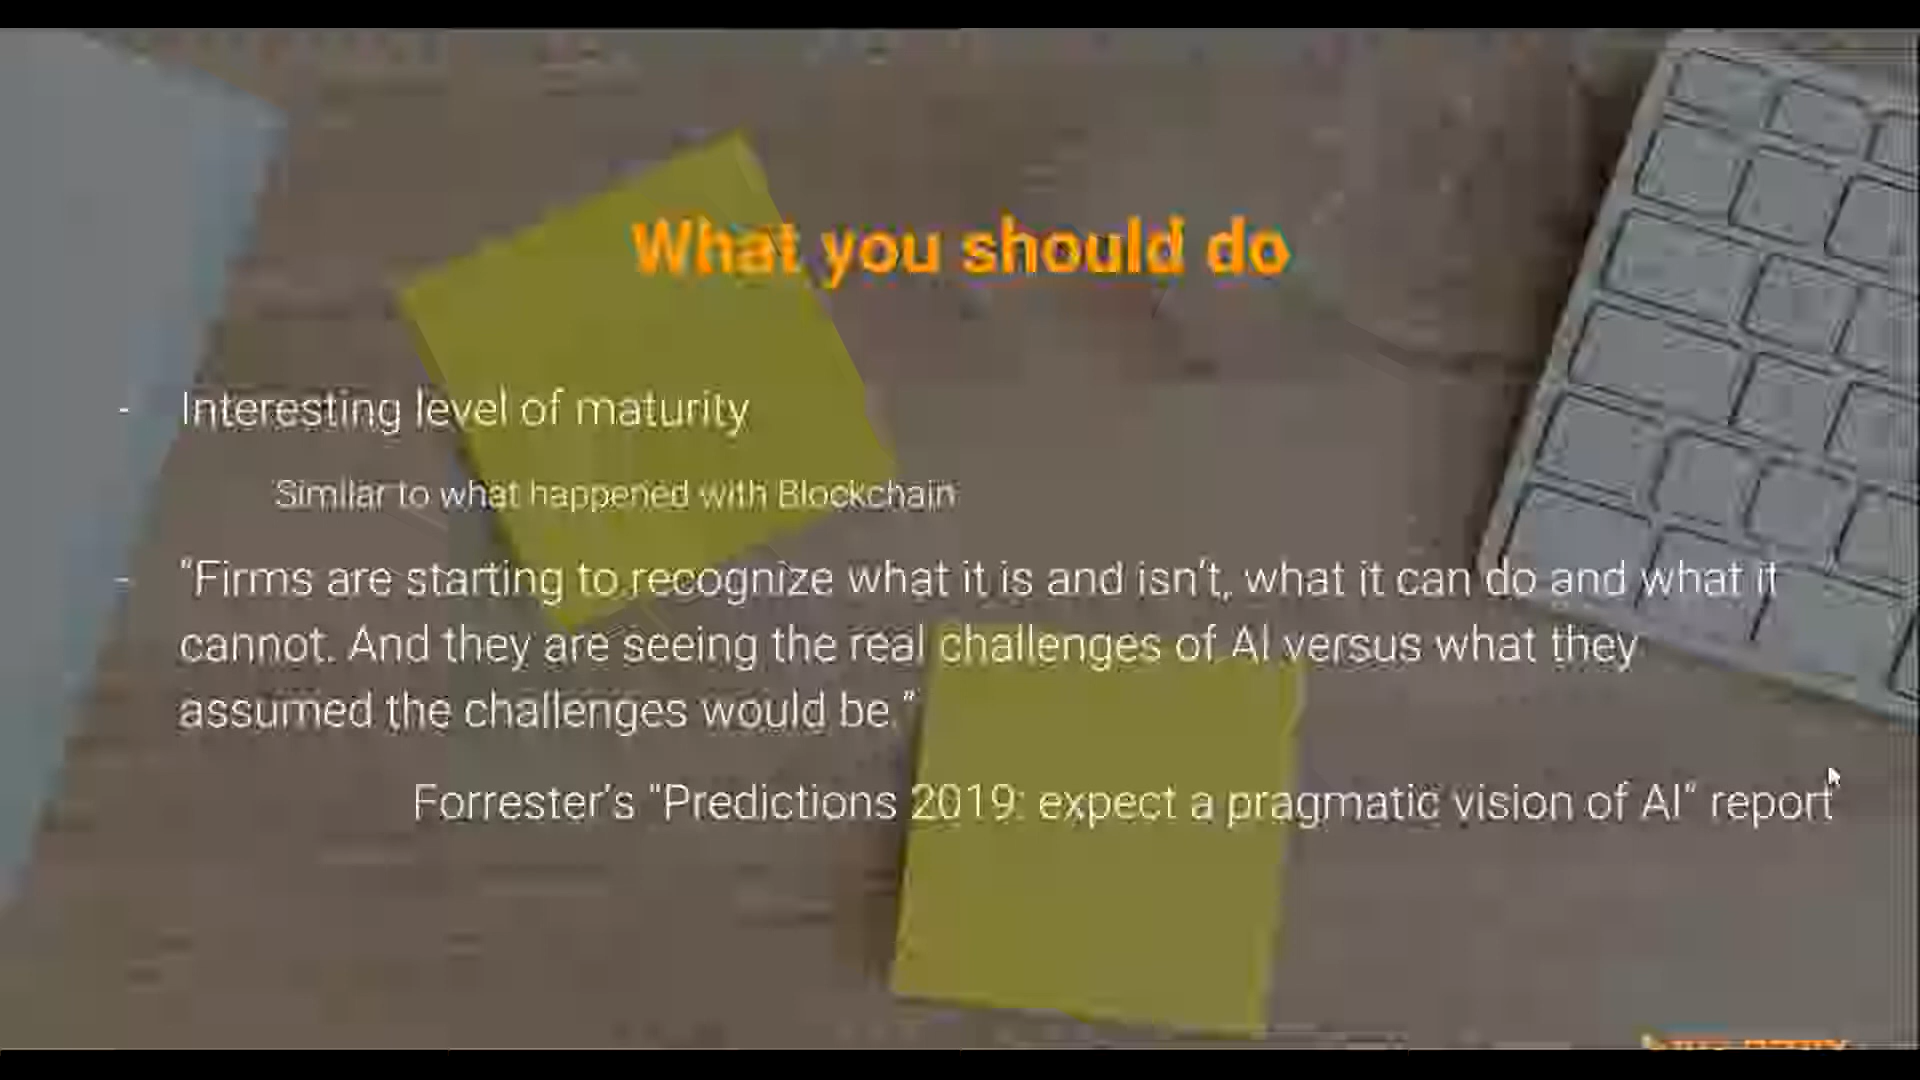 What you should do
- Interesting level of maturity
Similar to what happened with Blockchain
- “Firms are starting to recognize what it is and isn’t, what it can do and what it
cannot. And they are seeing the real challenges of AI versus what they
assumed the challenges would be.”
Forrester’s “Predictions 2019: expect a pragmatic vision of AI“ report